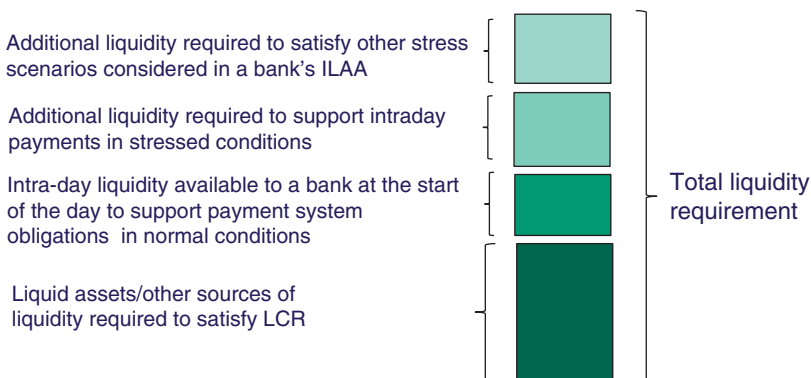 Additional liquidity required to satisfy other stress
scenarios considered in a bank's ILAA
Additional liquidity required to support intraday
payments in stressed conditions
Intra-day liquidity available to a bank at the start
of the day to support payment system
obligations in normal conditions
Liquid assets/other sources of
liquidity required to satisfy LCR
Total liquidity
requirement